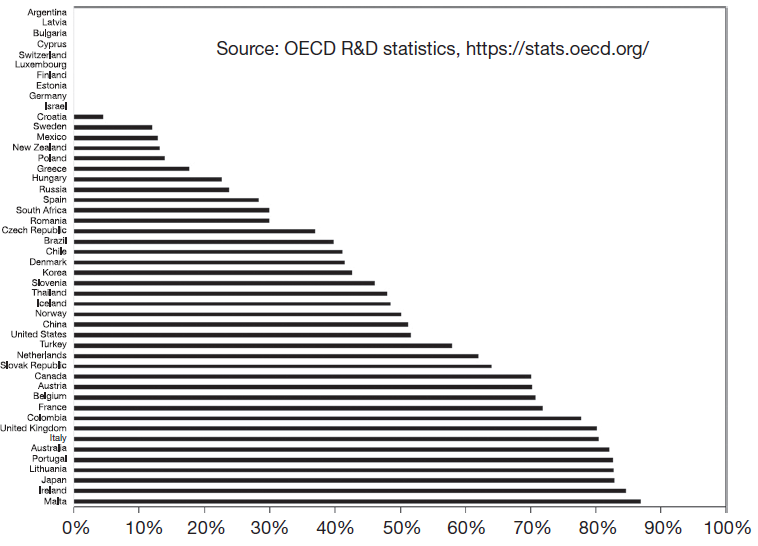 Argentina
Latvia
Bulgaria
Cyprus
Switzerland
Luxembourg
Finland
Estonia
Germany
Israel
Croatia
Sweden
Mexico
New Zealand
Poland
Greece
Hungary
Russia
Spain
South Africa
Romania
Czech Republic
Brazil
Chile
Denmark
Korea
Slovenia
Thailand
Iceland
Norway
China
United States
Turkey
Netherlands
Slovak Republic
Canada
Austria
Belgium
France
Colombia
United Kingdom
Italy
Australia
Portugal
Lithuania
Japan
Ireland
Malta
Source: OECD R&D statistics, https://stats.oecd.org/
0% 10% 20% 30% 40% 50% 60% 70% 80% 90% 100%